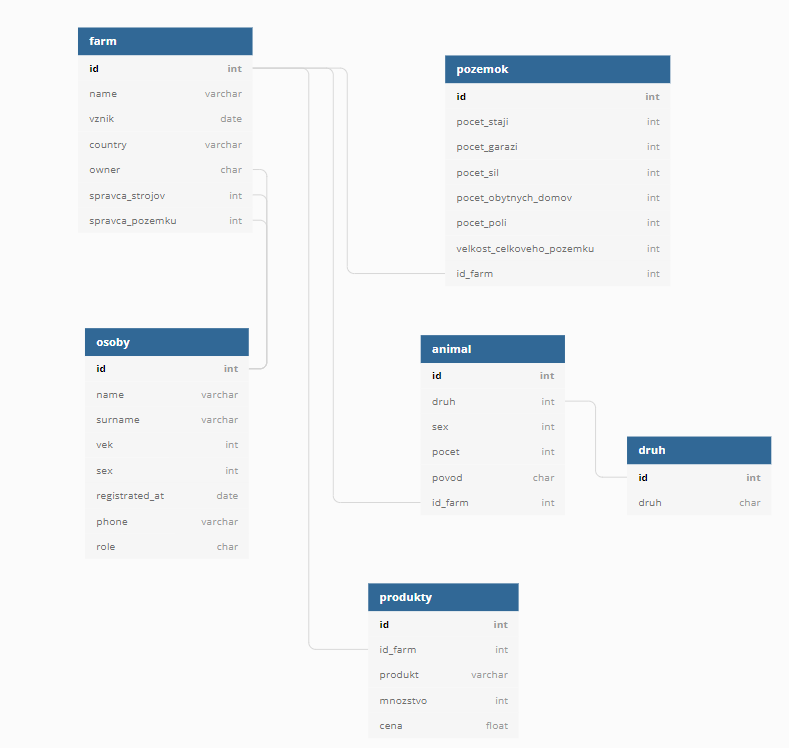 farm
id int
name varchar
vznik date
country varchar
owner char
spravca_strojov int
spravca_pozemku int
pozemok
id int
pocet_staji int
pocet_garazi int
pocet_sil int
pocet_obytnych_domov int
pocet_poli int
velkost_celkoveho_pozemku int
id_farm int
osoby
id int
name varchar
surname varchar
vek int
sex int
registrated_at date
phone varchar
role char
animal
id int
druh int
sex int
pocet int
povod char
id_farm int
druh
id int
druh char
produkty
id int
id_farm int
produkt varchar
mnozstvo int
cena float